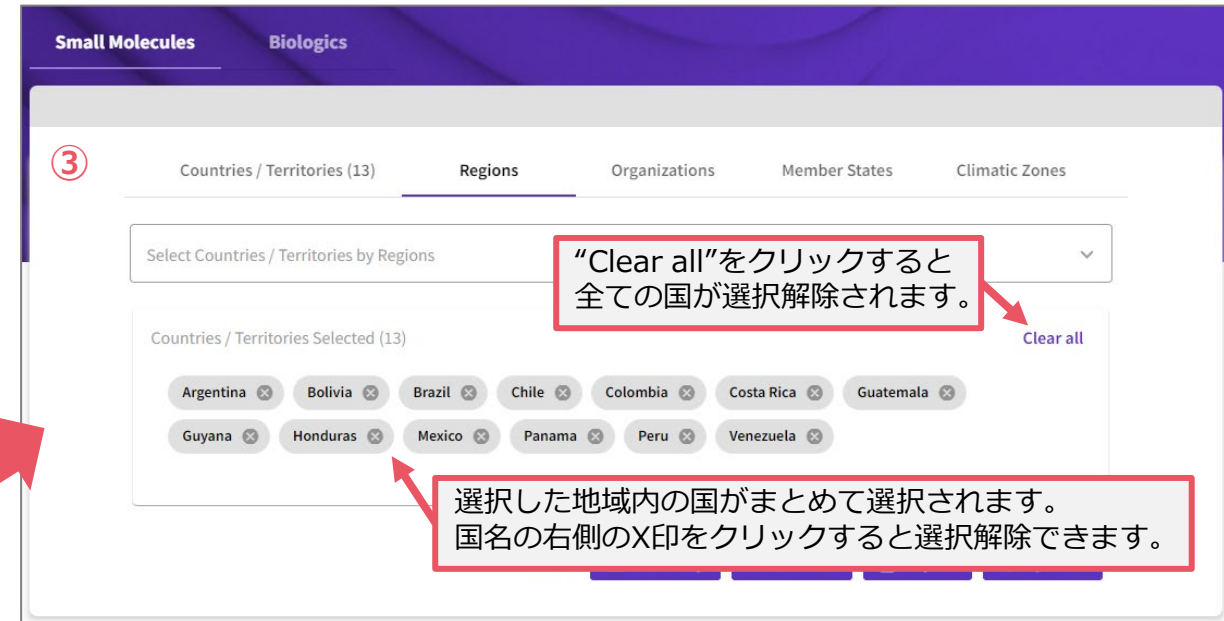 Small Molecules Biologics
③
Countries / Territories (13) Regions Organizations Member States Climatic Zones
Select Countries / Territories by Regions
“Clear all”をクリックすると
全ての国が選択解除されます。
Countries / Territories Selected (13) Clear all
Argentina Bolivia Brazil Chile Colombia Costa Rica Guatemala
Guyana Honduras Mexico Panama Peru Venezuela
選択した地域内の国がまとめて選択されます。
国名の右側のX印をクリックすると選択解除できます。